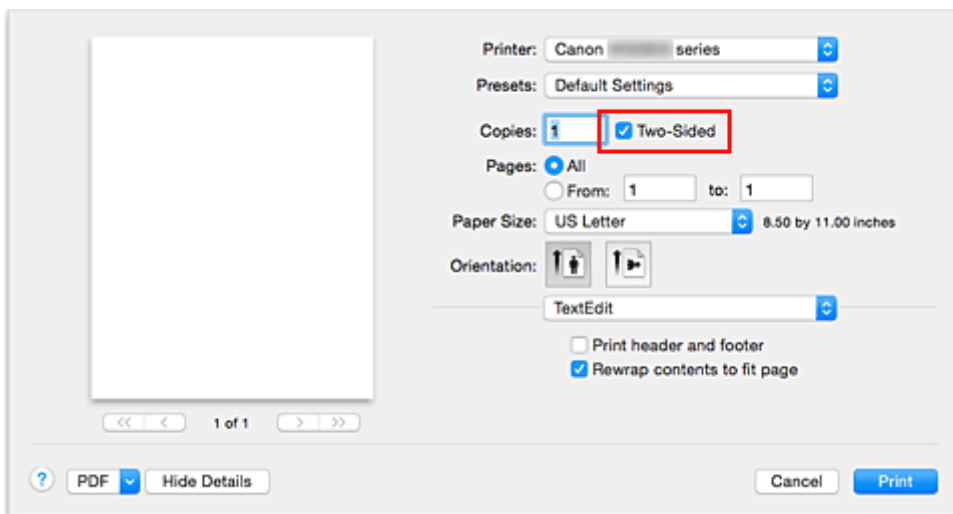 Printer: Canon series
Presets: Default Settings
Copies: 1 Two-Sided
Pages: All
From: 1 to: 1
Paper Size: US Letter 8.50 by 11.00 inches
Orientation:
TextEdit
Print header and footer
Rewrap contents to fit page
<< < 1 of 1 > >>
? PDF Hide Details Cancel Print